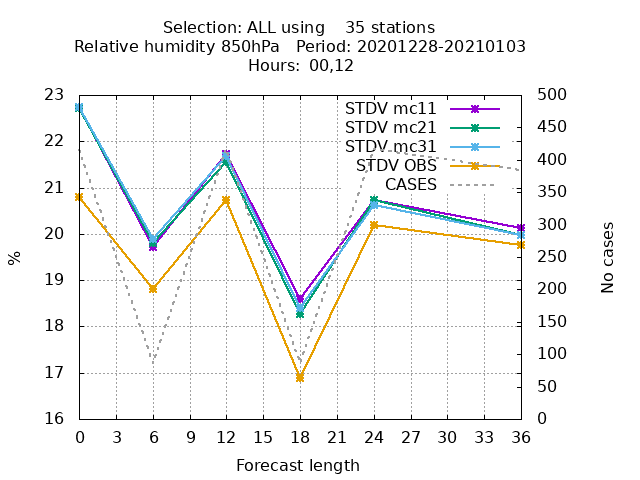 Selection: ALL using    35 stations
Relative humidity 850hPa   Period: 20201228-20210103
Hours: 00,12
23
22
21
20
19
18
17
16
%
STDV mc11
STDV mc21
STDV mc31
STDV OBS
CASES
500
450
400
350
300
250
200
150
100
50
0
No cases
0 3 6 9 12 15 18 21 24 27 30 33 36
Forecast length